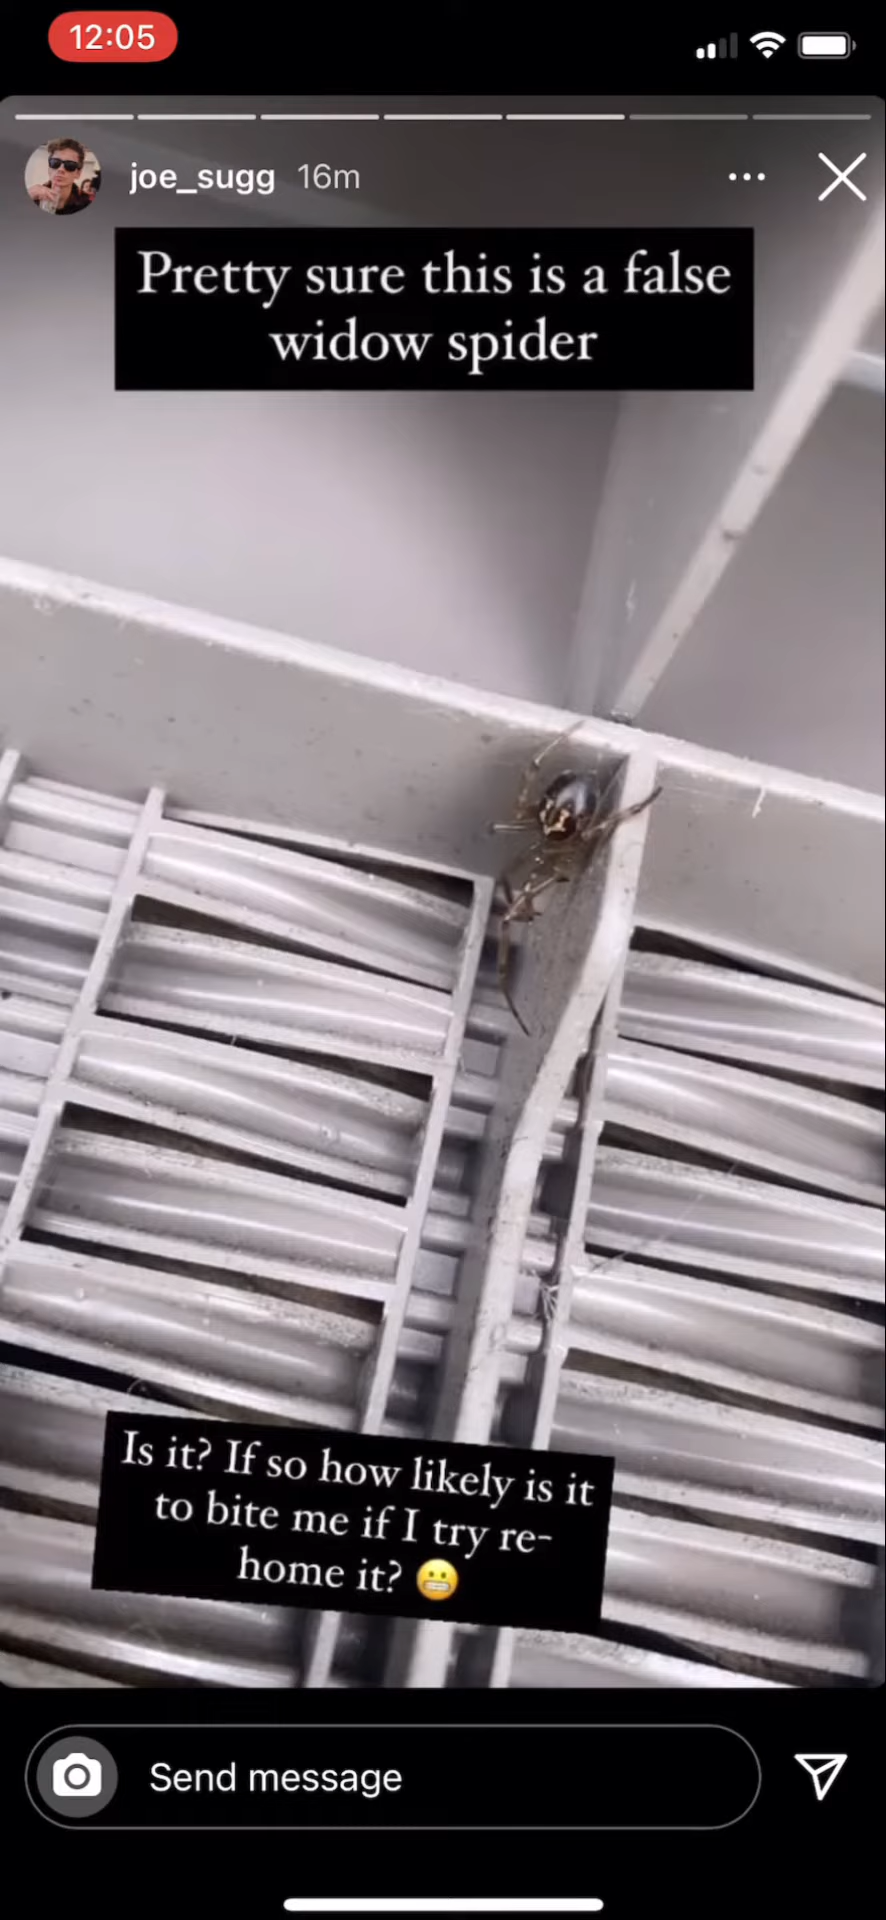 12:05
joe_sugg 16m
Pretty sure this is a false
widow spider
Is it? If so how likely is it
to bite me if I try re-
home it? 😬
Send message